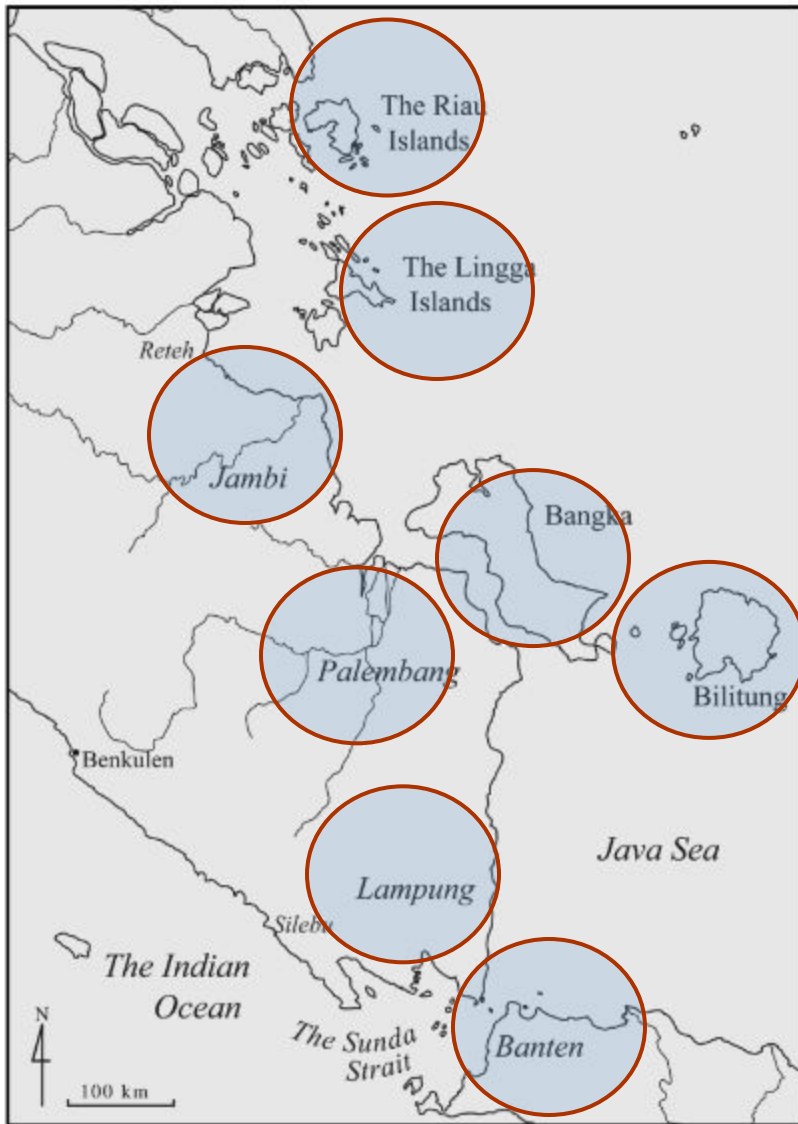 The Riau
Islands
The Lingga
Islands
Reteh
Jambi
Bangka
Palembang
Bilitung
Benkulen
Java Sea
Lampung
Silebu
The Indian
Ocean
N
The Sunda
Strait
Banten
100 km